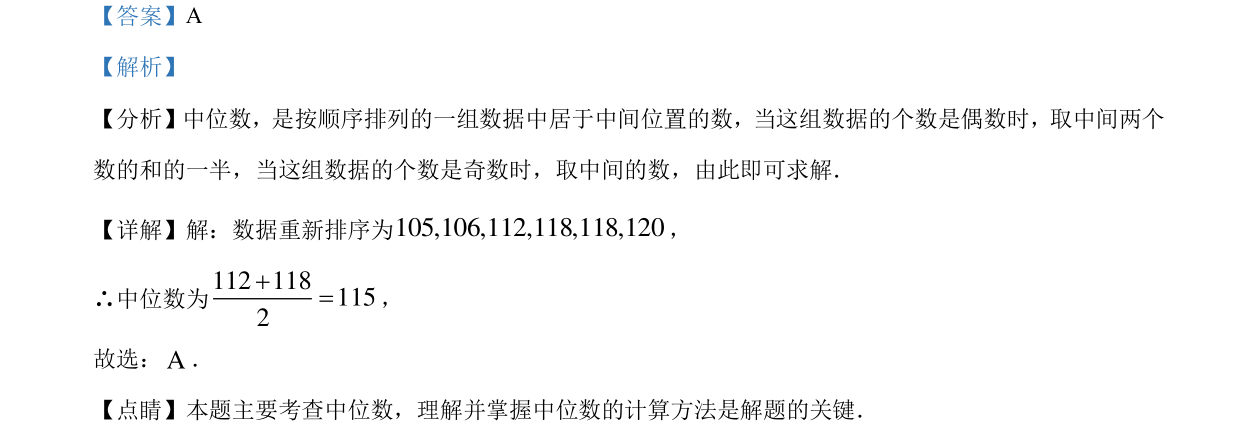 【答案】A
【解析】
【分析】中位数，是按顺序排列的一组数据中居于中间位置的数，当这组数据的个数是偶数时，取中间两个
数的和的一半，当这组数据的个数是奇数时，取中间的数，由此即可求解．
【详解】解：数据重新排序为105,106,112,118,118,120，
∴中位数为\frac{112+118}{2}=115，
故选：A．
【点睛】本题主要考查中位数，理解并掌握中位数的计算方法是解题的关键．